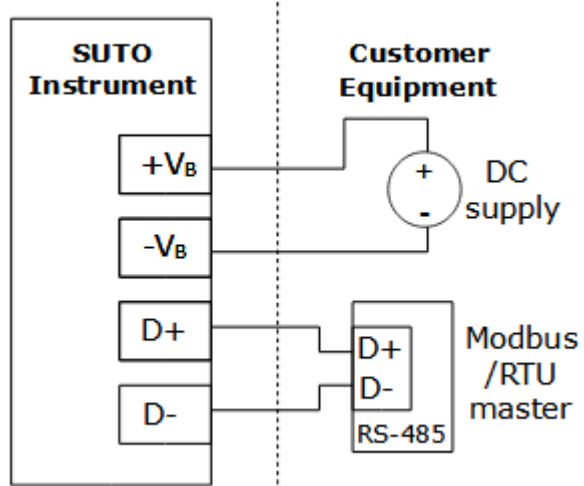 SUTO
Instrument
Customer
Equipment
+VB
-VB
D+
D-
+
-
DC
supply
D+
D-
RS-485
Modbus
/RTU
master